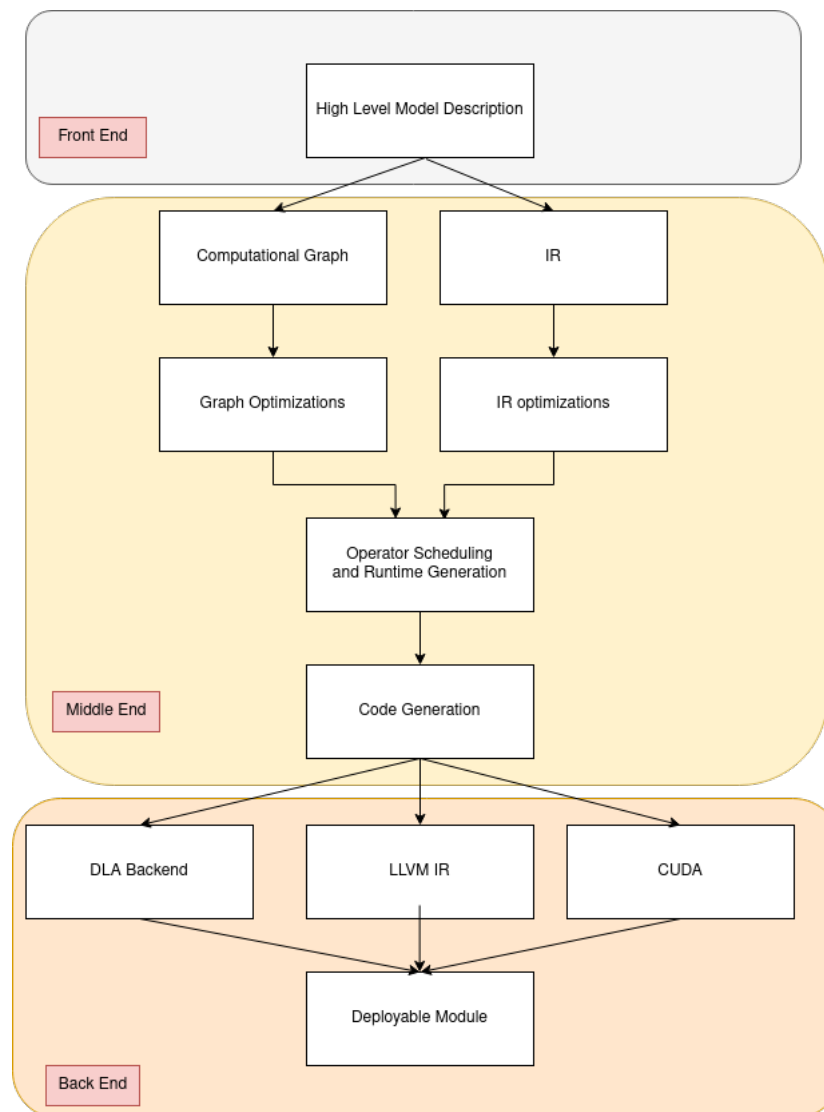 High Level Model Description
Front End
Computational Graph
IR
Graph Optimizations
IR optimizations
Operator Scheduling
and Runtime Generation
Code Generation
Middle End
DLA Backend
LLVM IR
CUDA
Deployable Module
Back End